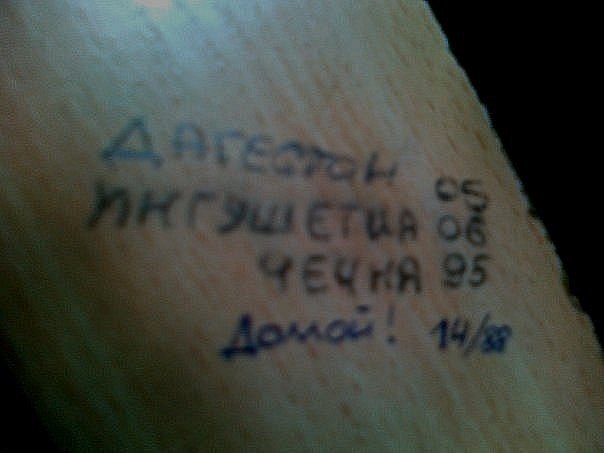 ДАГЕСТАН 05
ИНГУШЕТИЯ 06
ЧЕЧНЯ 95
Домой! 14/88